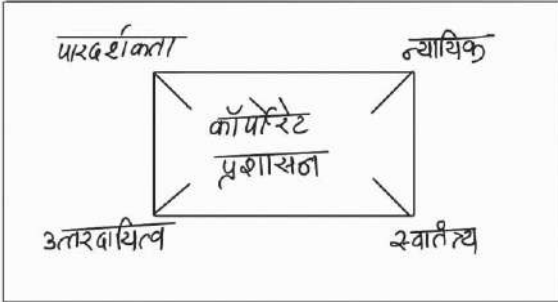 पारदर्शकता
न्यायिक
कॉर्पोरेट
प्रशासन
उत्तरदायित्व
स्वातंत्र्य